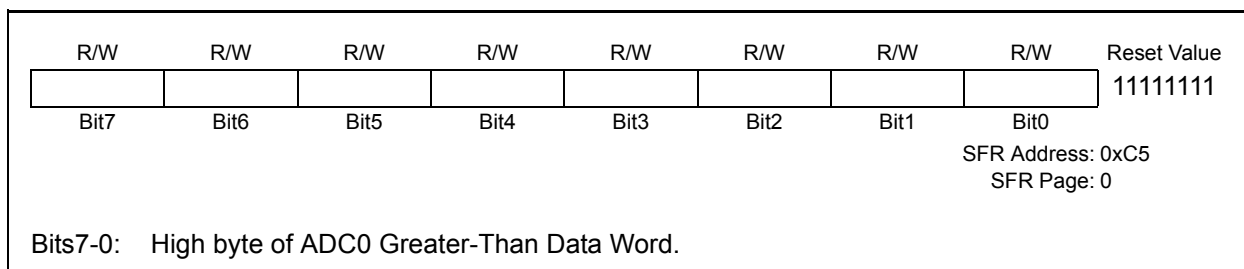 R/W R/W R/W R/W R/W R/W R/W R/W Reset Value
11111111
Bit7 Bit6 Bit5 Bit4 Bit3 Bit2 Bit1 Bit0
SFR Address: 0xC5
SFR Page: 0
Bits7-0: High byte of ADC0 Greater-Than Data Word.